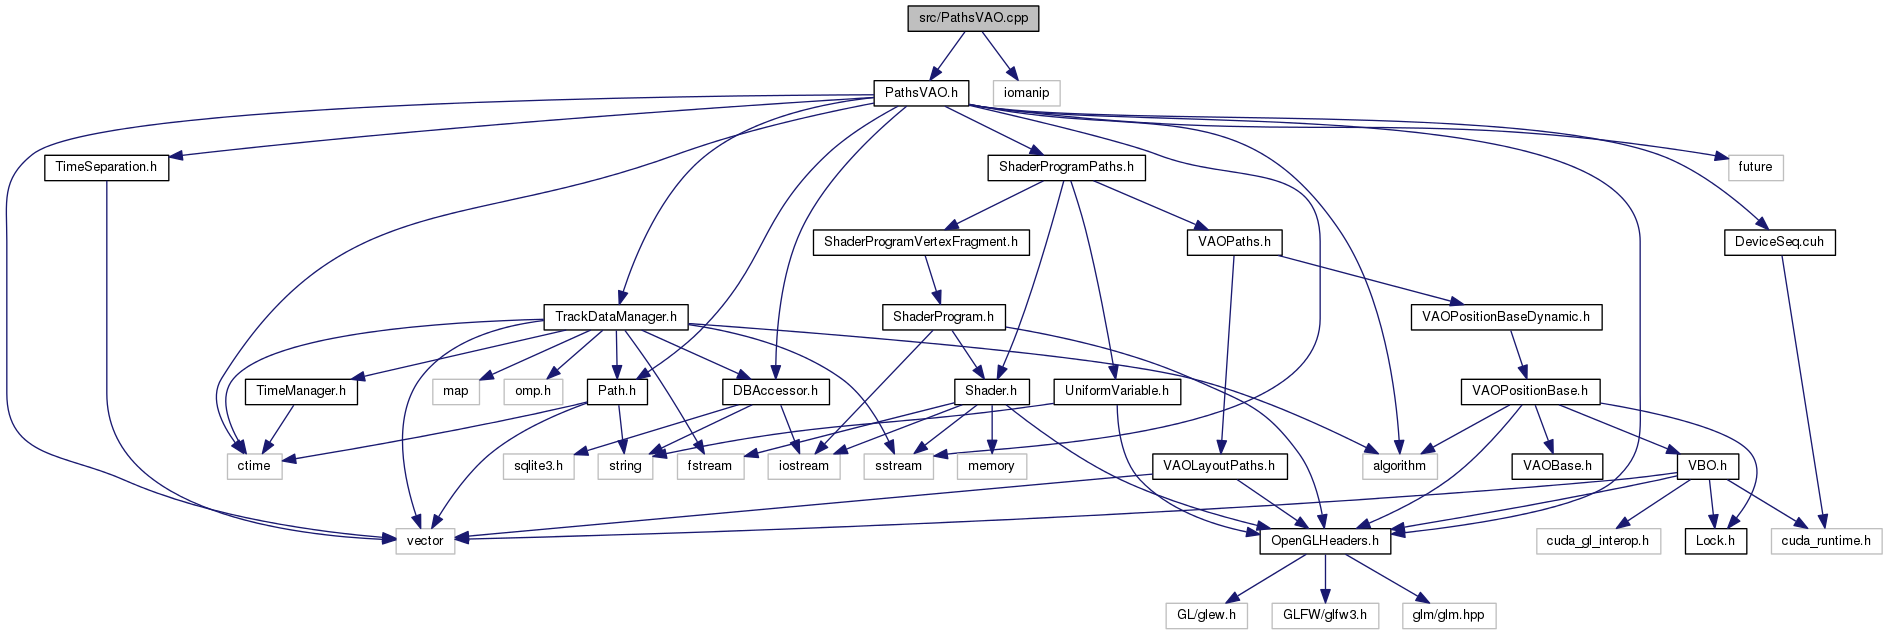 src/PathsVAO.cpp
PathsVAO.h
iomanip
TimeSeparation.h
ShaderProgramPaths.h
future
ShaderProgramVertexFragment.h
VAOPaths.h
DeviceSeq.cuh
TrackDataManager.h
ShaderProgram.h
VAOPositionBaseDynamic.h
TimeManager.h
map
omp.h
Path.h
DBAccessor.h
Shader.h
UniformVariable.h
VAOPositionBase.h
ctime
sqlite3.h
string
fstream
iostream
sstream
memory
VAOLayoutPaths.h
algorithm
VAOBase.h
VBO.h
vector
OpenGLHeaders.h
cuda_gl_interop.h
Lock.h
cuda_runtime.h
GL/glew.h
GLFW/glfw3.h
glm/glm.hpp